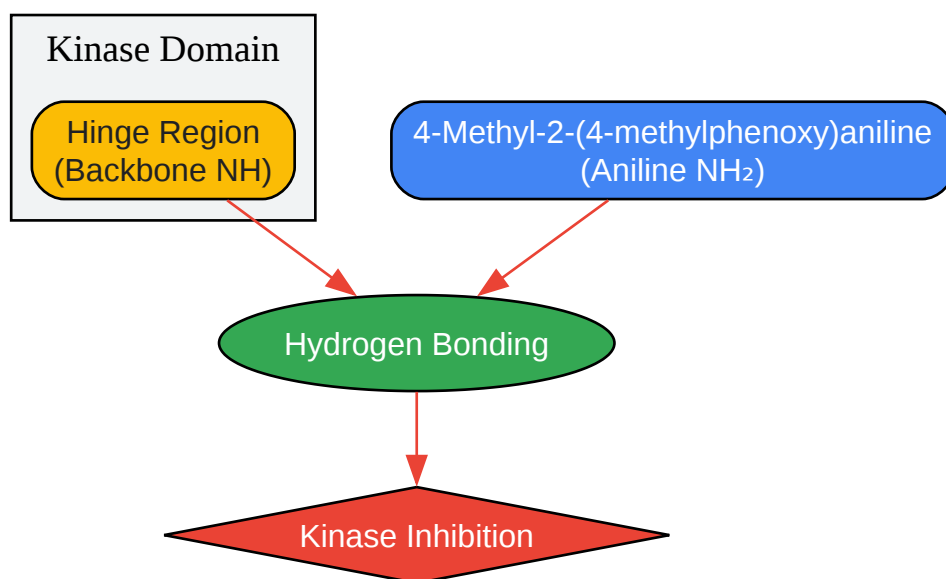 Kinase Domain
Hinge Region
(Backbone NH)
4-Methyl-2-(4-methylphenoxy)aniline
(Aniline NH₂)
Hydrogen Bonding
Kinase Inhibition